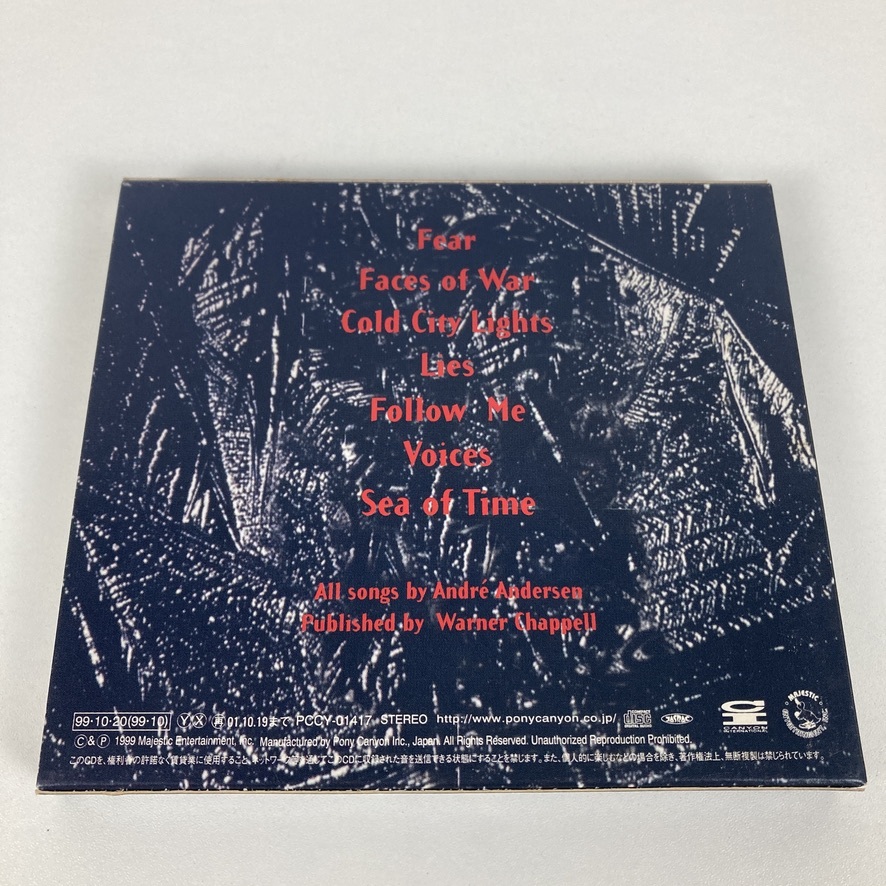 Fear
Faces of War
Cold City Lights
Lies
Follow Me
Voices
Sea of Time
All songs by André Andersen
Published by Warner Chappell
99·10·20(99·10) Ⓨ Ⓧ 再 01.10.19まで PCCY-01417 STEREO http://www.ponycanyon.co.jp/ COMPACT disc DIGITAL AUDIO
CANYON INTERNATIONAL
MAJESTIC
Ⓒ & Ⓟ 1999 Majestic Entertainment, Inc. Manufactured by Pony Canyon Inc., Japan. All Rights Reserved. Unauthorized Reproduction Prohibited.
このCDを、権利者の許諾なく賃貸業に使用すること、ネットワーク等を通じてこのCDに収録された音を送信できる状態にすることを禁じます。また、個人的に楽しむなどの場合を除き、著作権法上、無断複製は禁じられています。